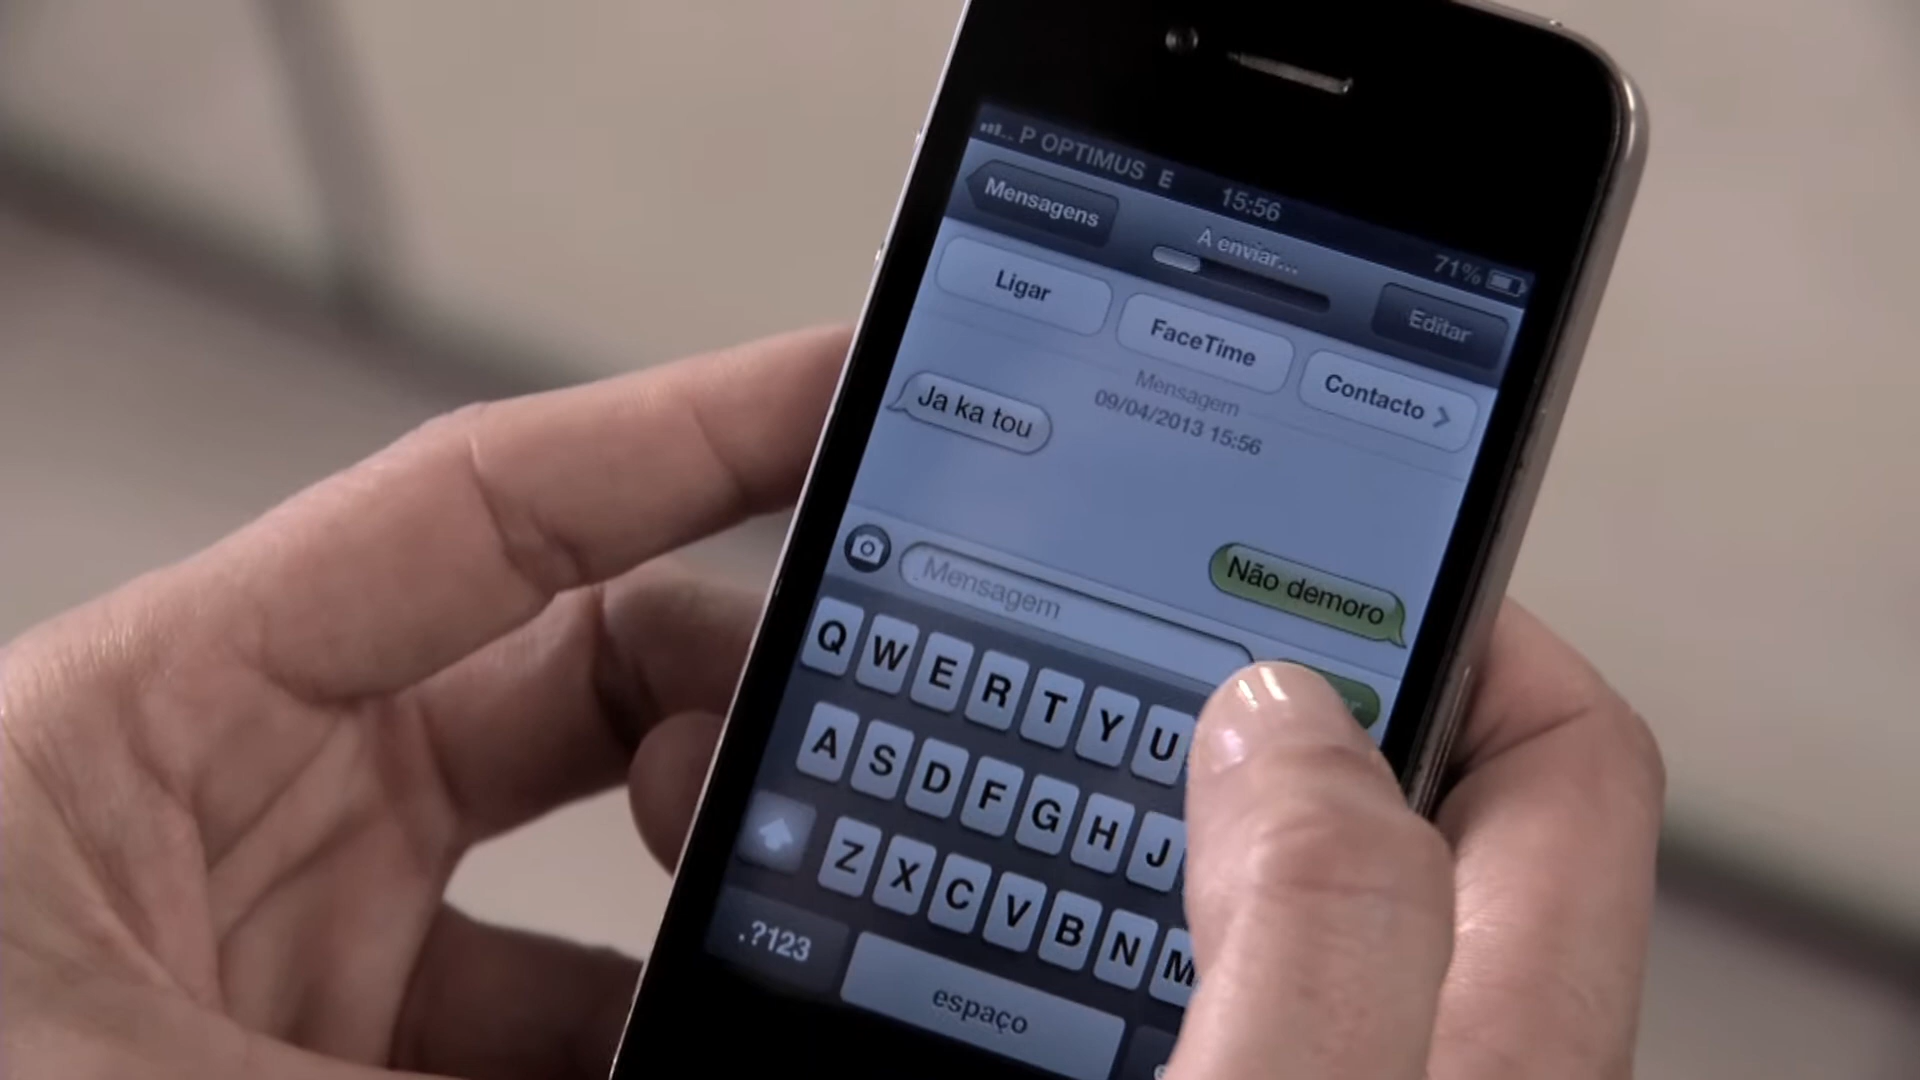 P OPTIMUS E 15:56 71%
Mensagens A enviar... Editar
Ligar FaceTime Contacto
Mensagem
09/04/2013 15:56
Ja ka tou
Não demoro
Mensagem
Q W E R T Y U
A S D F G H J
Z X C V B N M
.?123 espaço